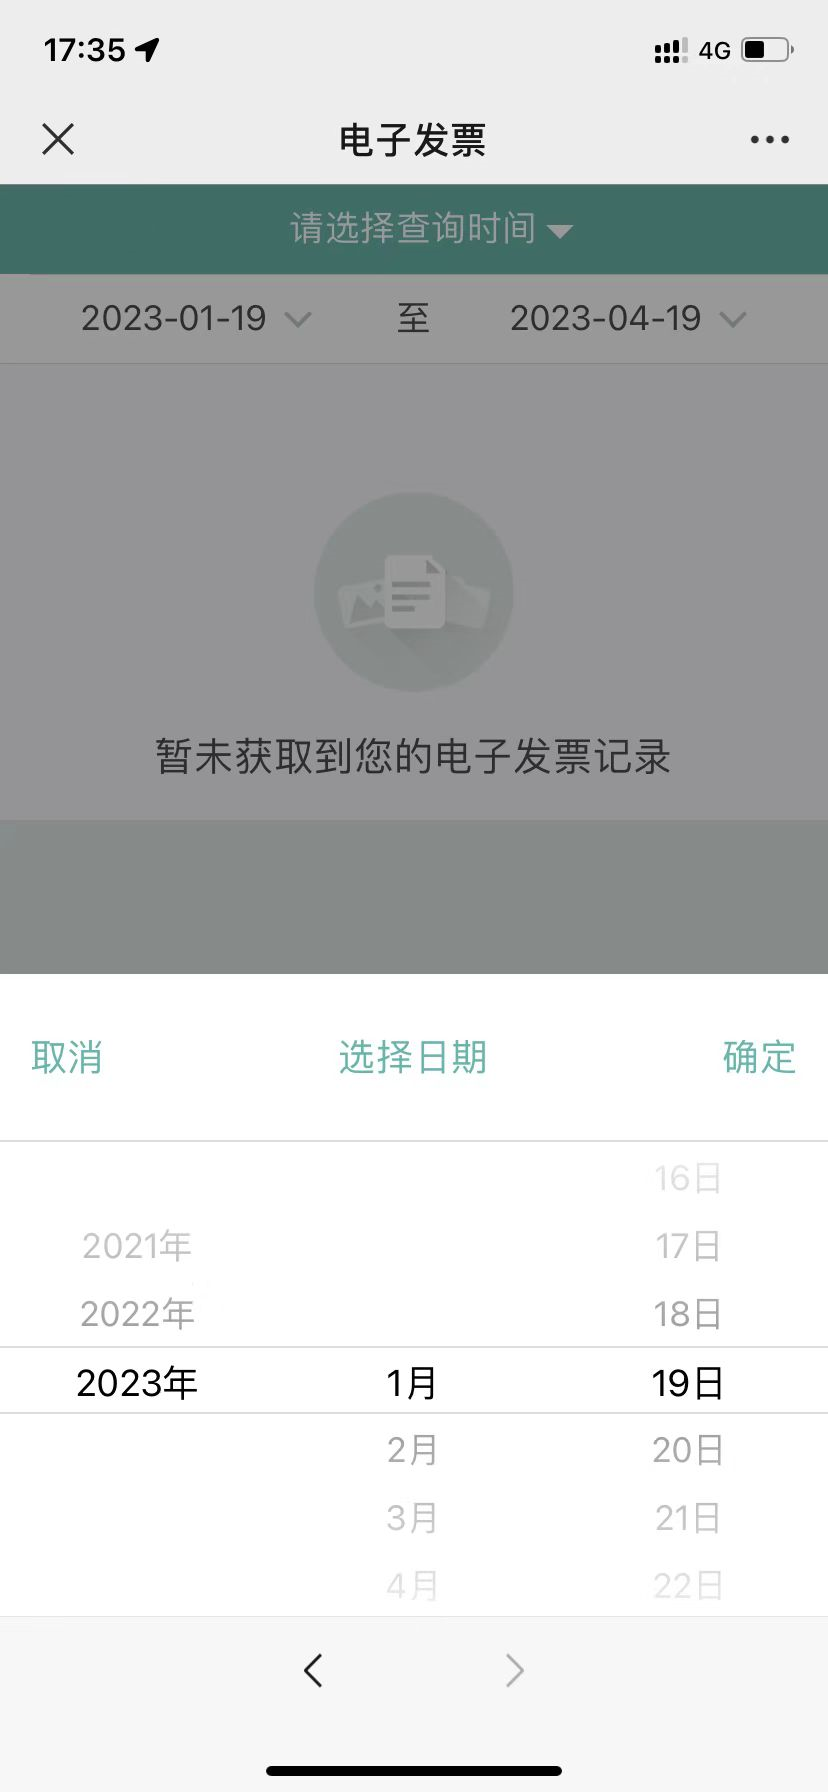 17:35 4G
电子发票
请选择查询时间
2023-01-19 至 2023-04-19
暂未获取到您的电子发票记录
取消 选择日期 确定
16日
2021年 17日
2022年 18日
2023年 1月 19日
2月 20日
3月 21日
4月 22日